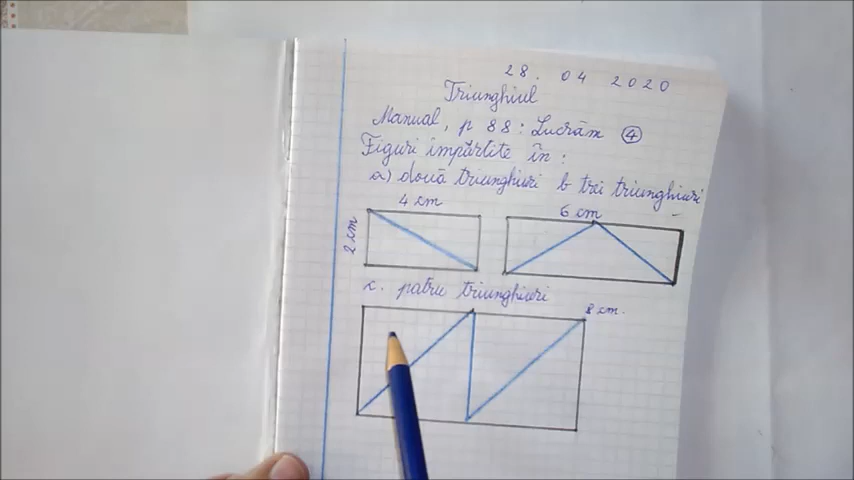 28. 04 2020
Triunghiul
Manual, p 88: Lucrăm 4
Figuri împărțite în:
a) două triunghiuri b trei triunghiuri
4 cm 6 cm
2 cm
c. patru triunghiuri
8 cm.